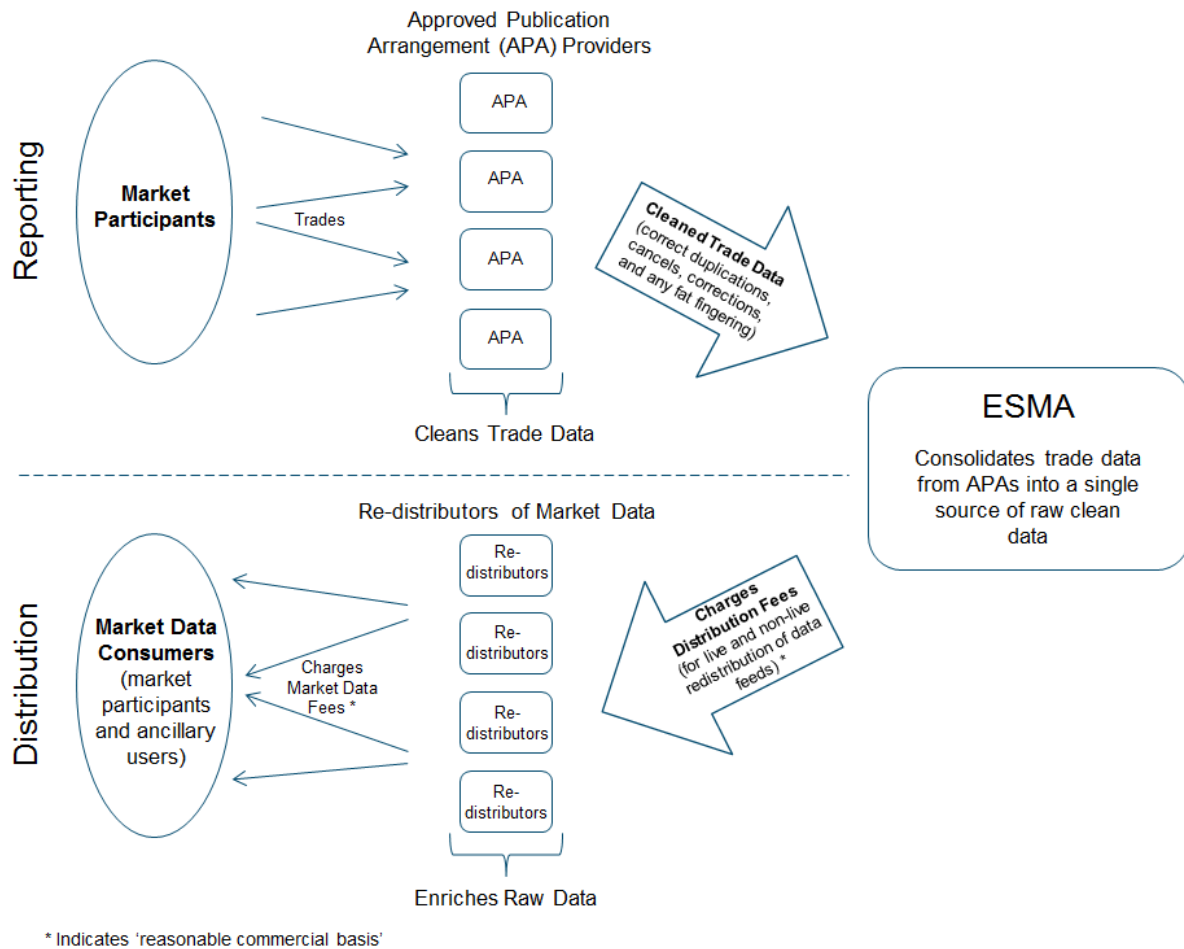 Reporting
Approved Publication
Arrangement (APA) Providers
Market
Participants
Trades
APA
APA
APA
APA
Cleans Trade Data
Cleaned Trade Data
(correct duplications,
cancels, corrections,
and any fat fingering)
ESMA
Consolidates trade data
from APAs into a single
source of raw clean
data
Distribution
Re-distributors of Market Data
Market Data
Consumers
(market
participants
and ancillary
users)
Charges
Market Data
Fees *
Re-
distributors
Re-
distributors
Re-
distributors
Re-
distributors
Enriches Raw Data
Charges
Distribution Fees
(for live and non-live
redistribution of data
feeds) *
* Indicates ‘reasonable commercial basis’